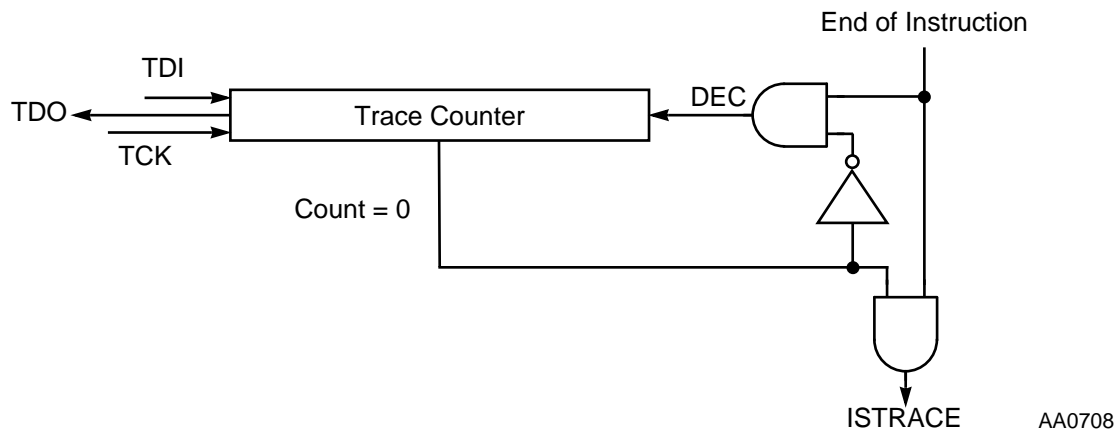 End of Instruction
TDI
DEC
TDO
Trace Counter
TCK
Count = 0
ISTRACE
AA0708